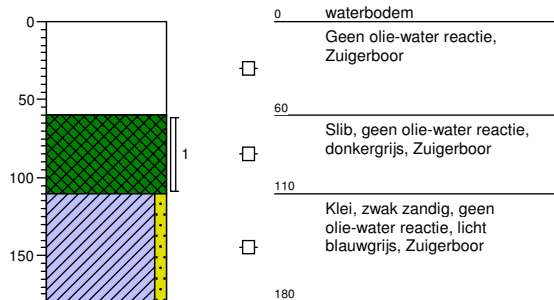 0
50
100
150
1
0 waterbodem
Geen olie-water reactie,
Zuigerboor
60
Slib, geen olie-water reactie,
donkergrijs, Zuigerboor
110
Klei, zwak zandig, geen
olie-water reactie, licht
blauwgrijs, Zuigerboor
180